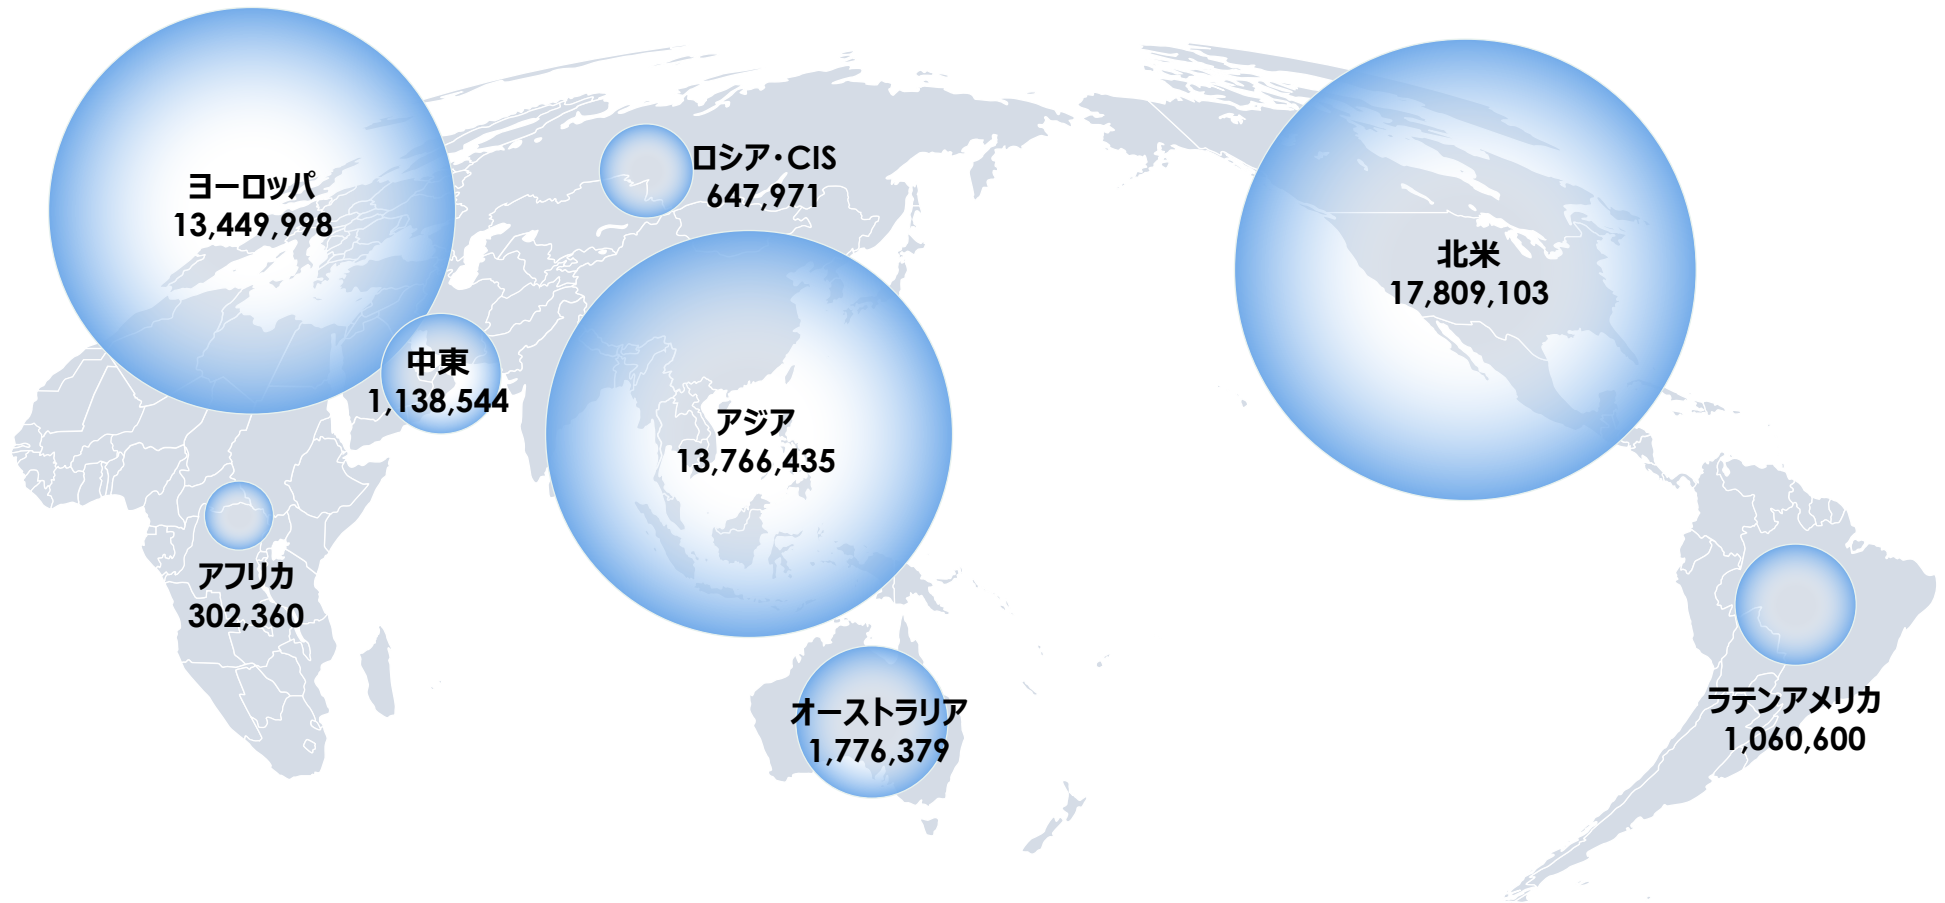 ヨーロッパ
13,449,998
ロシア・CIS
647,971
北米
17,809,103
中東
1,138,544
アジア
13,766,435
アフリカ
302,360
オーストラリア
1,776,379
ラテンアメリカ
1,060,600